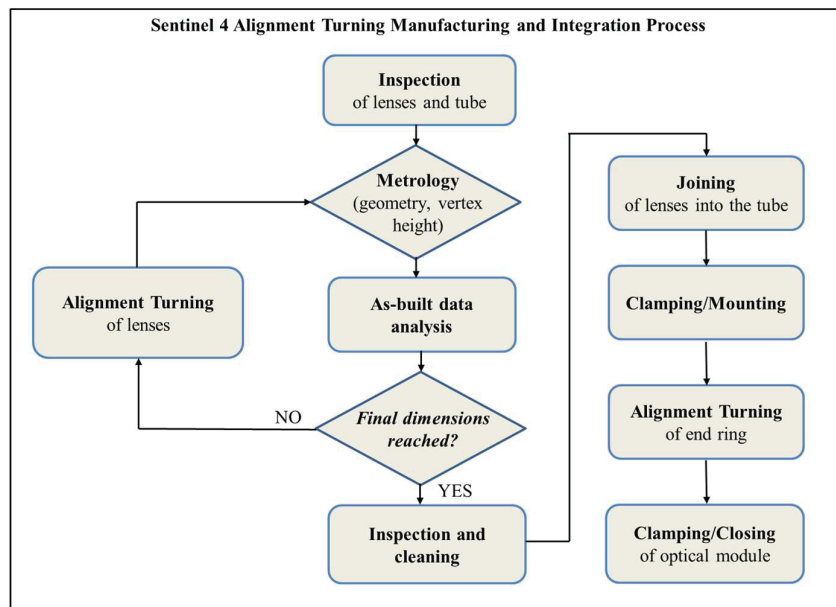 Sentinel 4 Alignment Turning Manufacturing and Integration Process
Inspection
of lenses and tube
Metrology
(geometry, vertex
height)
As-built data
analysis
Alignment Turning
of lenses
Final dimensions
reached?
NO
YES
Inspection and
cleaning
Joining
of lenses into the tube
Clamping/Mounting
Alignment Turning
of end ring
Clamping/Closing
of optical module